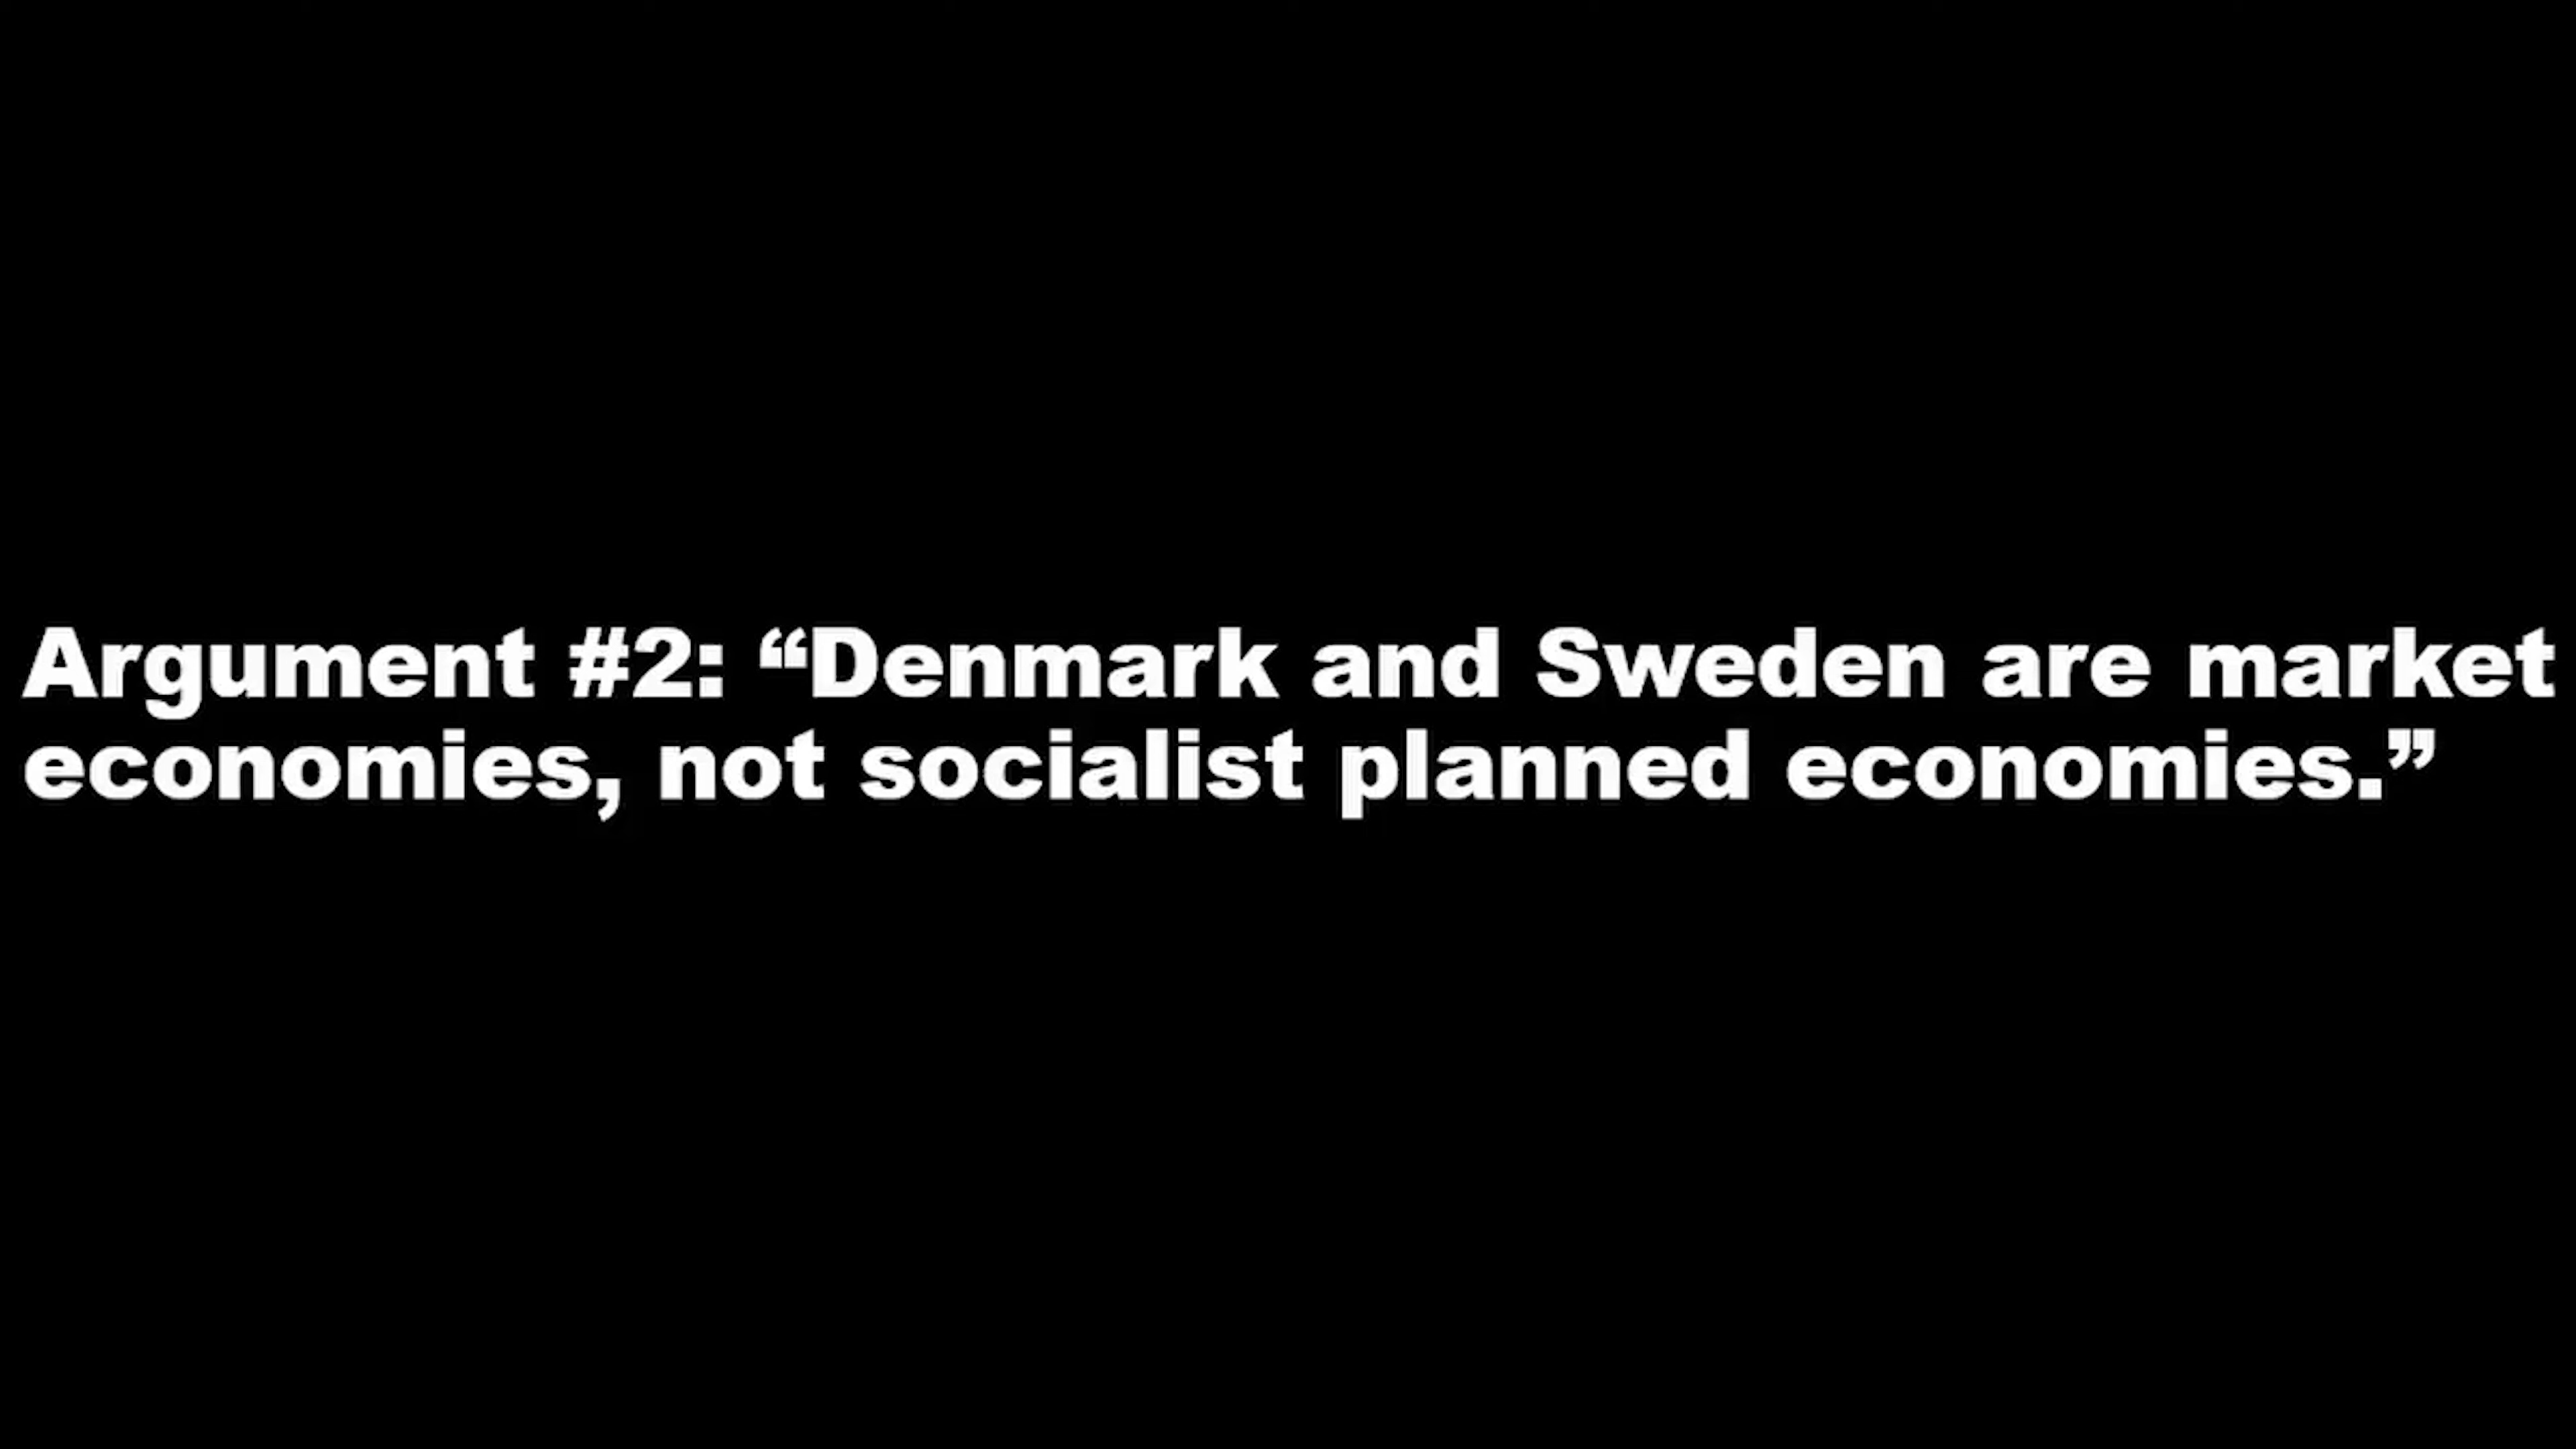 Argument #2: “Denmark and Sweden are market
economies, not socialist planned economies.”